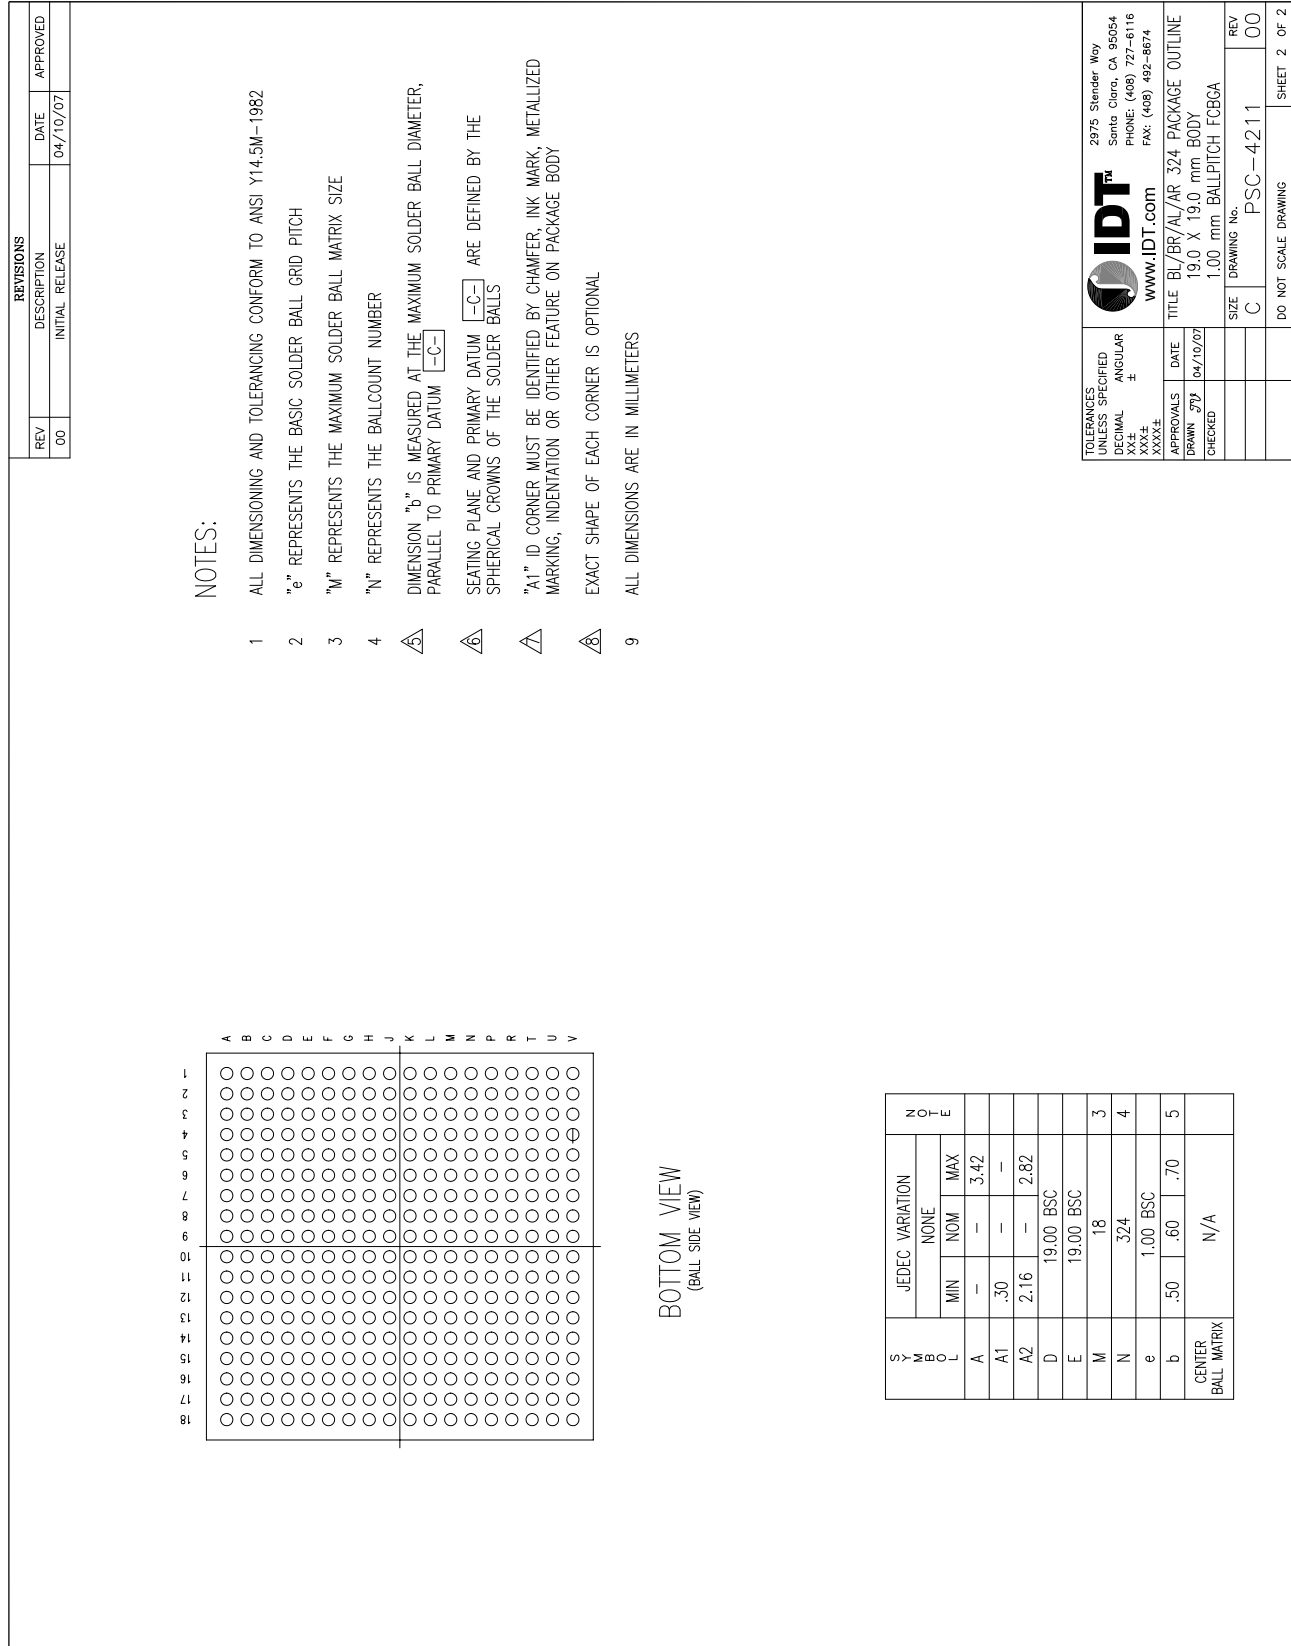 REVISIONS
REV DESCRIPTION DATE APPROVED
00 INITIAL RELEASE 04/10/07
NOTES:
1 ALL DIMENSIONING AND TOLERANCING CONFORM TO ANSI Y14.5M-1982
2 "e" REPRESENTS THE BASIC SOLDER BALL GRID PITCH
3 "M" REPRESENTS THE MAXIMUM SOLDER BALL MATRIX SIZE
4 "N" REPRESENTS THE BALLCOUNT NUMBER
5 DIMENSION "b" IS MEASURED AT THE MAXIMUM SOLDER BALL DIAMETER,
PARALLEL TO PRIMARY DATUM -C-
6 SEATING PLANE AND PRIMARY DATUM -C- ARE DEFINED BY THE
SPHERICAL CROWNS OF THE SOLDER BALLS
7 "A1" ID CORNER MUST BE IDENTIFIED BY CHAMFER, INK MARK, METALLIZED
MARKING, INDENTATION OR OTHER FEATURE ON PACKAGE BODY
8 EXACT SHAPE OF EACH CORNER IS OPTIONAL
9 ALL DIMENSIONS ARE IN MILLIMETERS
18 17 16 15 14 13 12 11 10 9 8 7 6 5 4 3 2 1
A
B
C
D
E
F
G
H
J
K
L
M
N
P
R
T
U
V
BOTTOM VIEW
(BALL SIDE VIEW)
SYMBOL JEDEC VARIATION NOTE
NONE
MIN NOM MAX
A - - 3.42
A1 .30 - -
A2 2.16 - 2.82
D 19.00 BSC
E 19.00 BSC
M 18 3
N 324 4
e 1.00 BSC
b .50 .60 .70 5
CENTER
BALL MATRIX N/A
TOLERANCES
UNLESS SPECIFIED
DECIMAL ANGULAR
XX± ±
XXX±
XXXX±
APPROVALS DATE
DRAWN 04/10/07
CHECKED
IDT™
www.IDT.com
2975 Stender Way
Santa Clara, CA 95054
PHONE: (408) 727-6116
FAX: (408) 492-8674
TITLE BL/BR/AL/AR 324 PACKAGE OUTLINE
19.0 X 19.0 mm BODY
1.00 mm BALLPITCH FCBGA
SIZE DRAWING No. REV
C PSC-4211 00
DO NOT SCALE DRAWING SHEET 2 OF 2